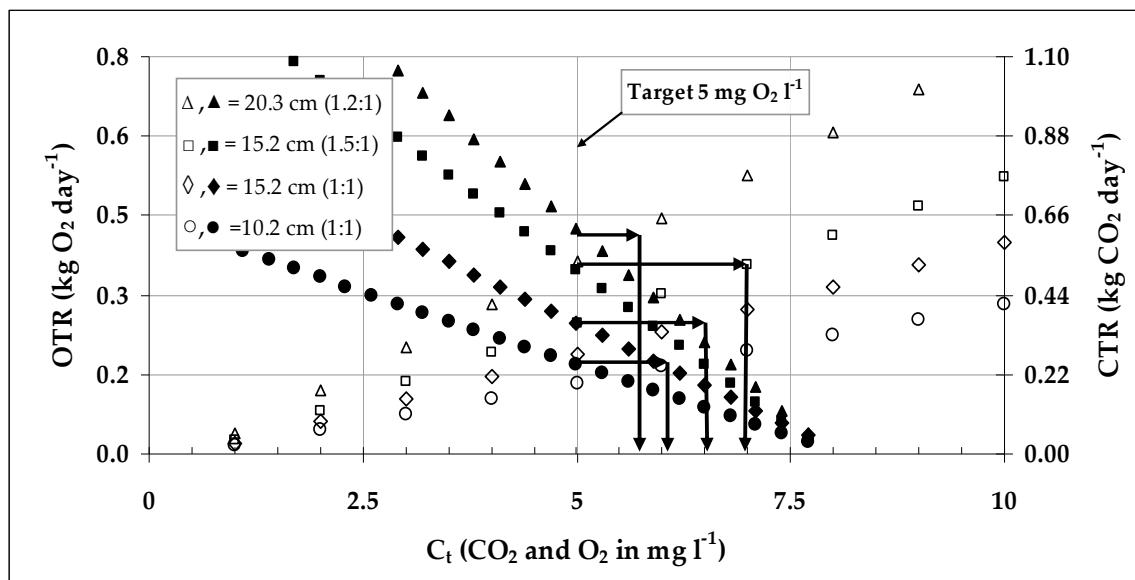 0.8
0.6
0.5
0.3
0.2
0.0
OTR (kg O₂ day⁻¹)
△ , ▲ = 20.3 cm (1.2:1)
□ , ■ = 15.2 cm (1.5:1)
◇ , ◆ = 15.2 cm (1:1)
○ , ● =10.2 cm (1:1)
Target 5 mg O₂ l⁻¹
1.10
0.88
0.66
0.44
0.22
0.00
CTR (kg CO₂ day⁻¹)
0 2.5 5 7.5 10
Cₜ (CO₂ and O₂ in mg l⁻¹)